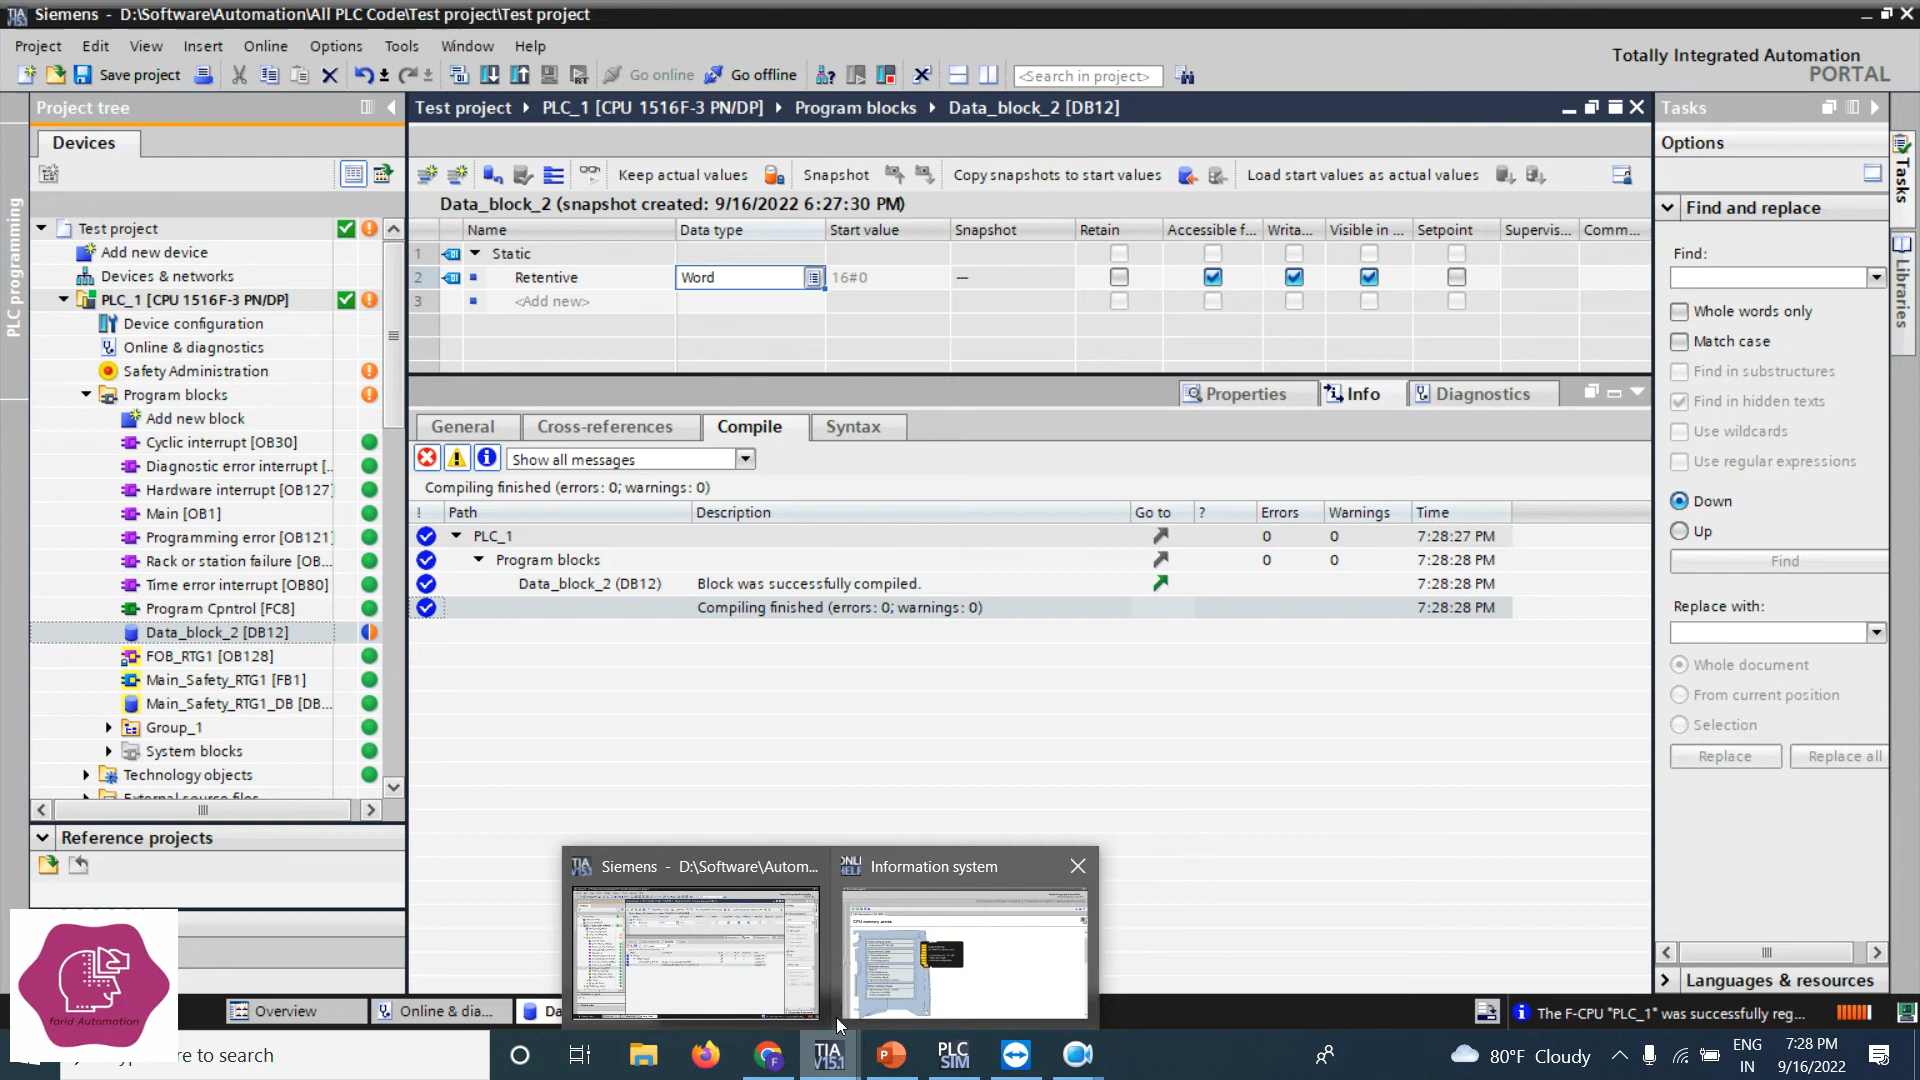 Siemens - D:\Software\Automation\All PLC Code\Test project\Test project
Project Edit View Insert Online Options Tools Window Help
Totally Integrated Automation
PORTAL
Save project Go online Go offline <Search in project>
Project tree
Test project PLC_1 [CPU 1516F-3 PN/DP] Program blocks Data_block_2 [DB12]
Tasks
Devices
Options
Keep actual values Snapshot Copy snapshots to start values Load start values as actual values
Data_block_2 (snapshot created: 9/16/2022 6:27:30 PM)
Name Data type Start value Snapshot Retain Accessible f... Writa... Visible in ... Setpoint Supervis... Comm...
1 Static
2 Retentive Word 16#0 ---
3 <Add new>
Test project
Add new device
Devices & networks
PLC_1 [CPU 1516F-3 PN/DP]
Device configuration
Online & diagnostics
Safety Administration
Program blocks
Add new block
Cyclic interrupt [OB30]
Diagnostic error interrupt [..
Hardware interrupt [OB127]
Main [OB1]
Programming error [OB121]
Rack or station failure [OB...
Time error interrupt [OB80]
Program Cpntrol [FC8]
Data_block_2 [DB12]
FOB_RTG1 [OB128]
Main_Safety_RTG1 [FB1]
Main_Safety_RTG1_DB [DB...
Group_1
System blocks
Technology objects
Reference projects
PLC programming
Properties Info Diagnostics
General Cross-references Compile Syntax
Show all messages
Compiling finished (errors: 0; warnings: 0)
! Path Description Go to ? Errors Warnings Time
PLC_1 0 0 7:28:27 PM
Program blocks 0 0 7:28:28 PM
Data_block_2 (DB12) Block was successfully compiled. 7:28:28 PM
Compiling finished (errors: 0; warnings: 0) 7:28:28 PM
Find and replace
Find:
Whole words only
Match case
Find in substructures
Find in hidden texts
Use wildcards
Use regular expressions
Down
Up
Find
Replace with:
Whole document
From current position
Selection
Replace Replace all
Languages & resources
Tasks
Libraries
Siemens - D:\Software\Autom...
Information system
farid Automation
Overview Online & dia... Da
The F-CPU "PLC_1" was successfully reg...
re to search
TIA V15.1
PLC SIM
80°F Cloudy
ENG
IN
7:28 PM
9/16/2022